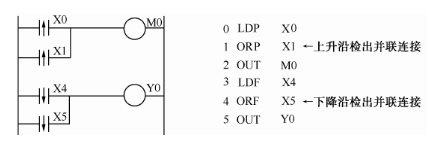 X0
M0
X1
X4
Y0
X5
0 LDP X0
1 ORP X1 ←上升沿检出并联连接
2 OUT M0
3 LDF X4
4 ORF X5 ←下降沿检出并联连接
5 OUT Y0